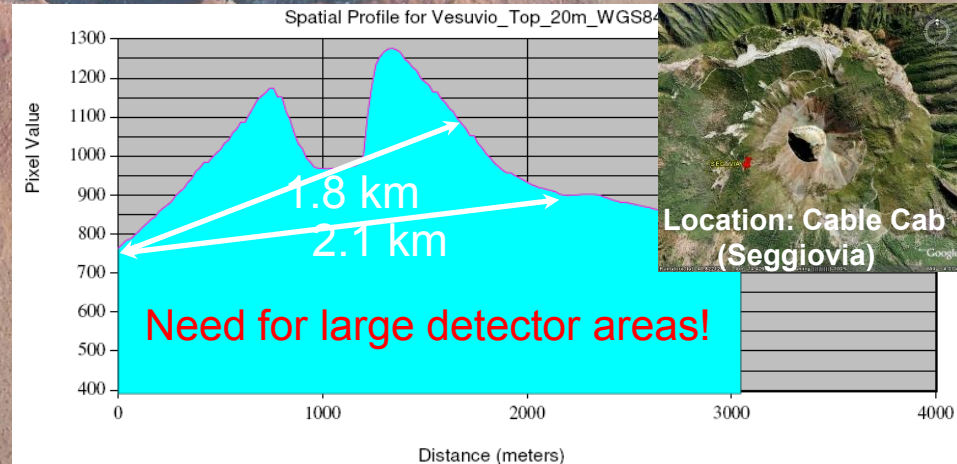 Spatial Profile for Vesuvio_Top_20m_WGS84
1300
1200
1100
1000
900
800
700
600
500
400
Pixel Value
1.8 km
2.1 km
Need for large detector areas!
0
1000
2000
3000
4000
Distance (meters)
SEGGIOVIA
Location: Cable Cab
(Seggiovia)
Google